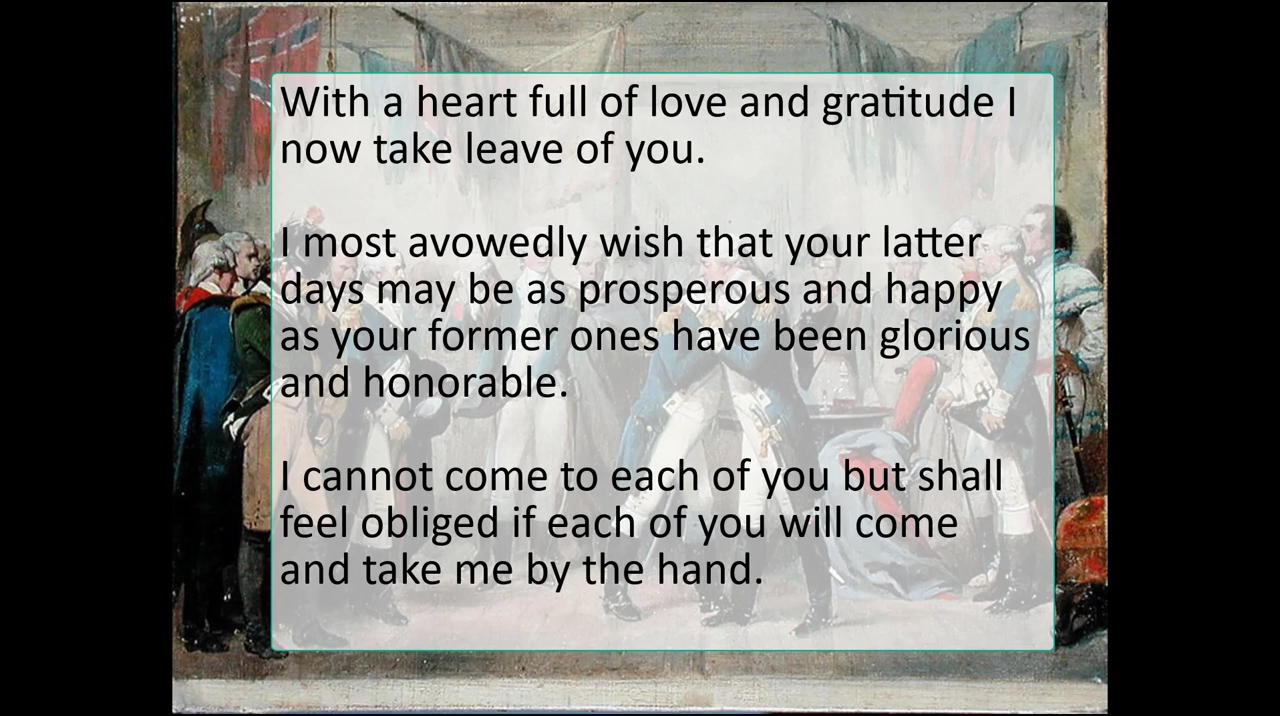 With a heart full of love and gratitude I
now take leave of you.
I most avowedly wish that your latter
days may be as prosperous and happy
as your former ones have been glorious
and honorable.
I cannot come to each of you but shall
feel obliged if each of you will come
and take me by the hand.